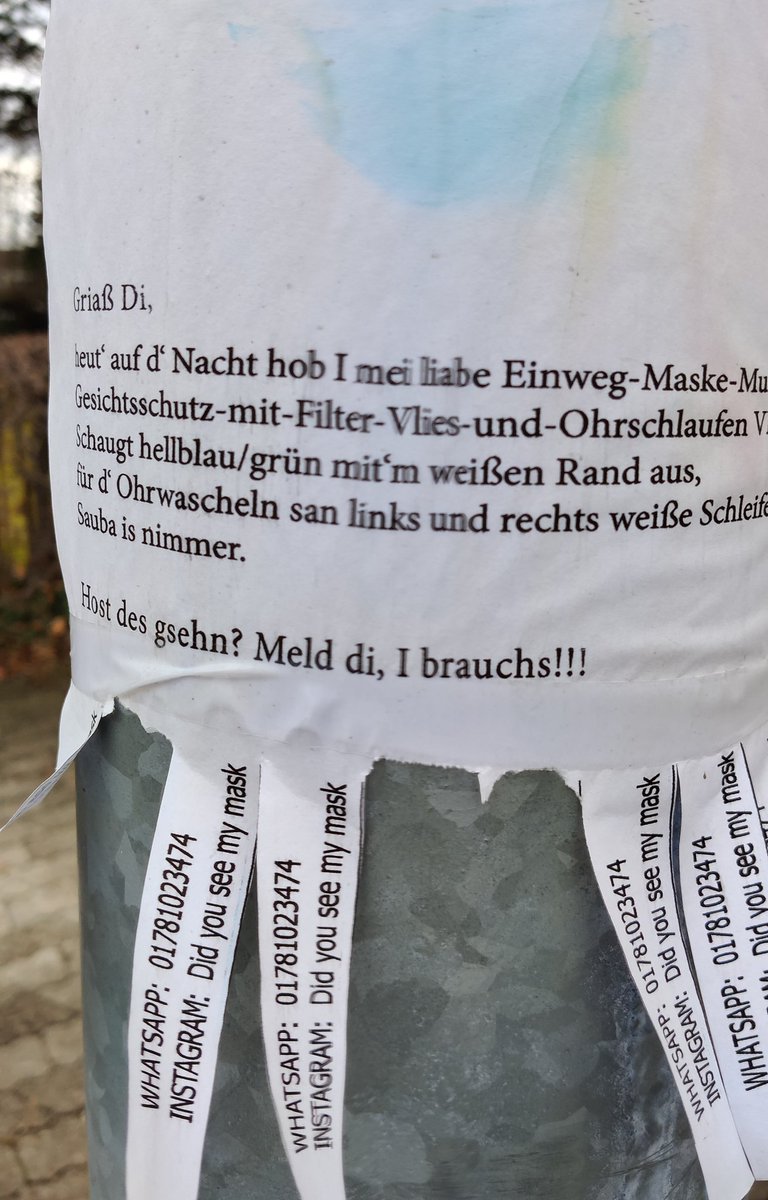 Griaß Di,
heut‘ auf d‘ Nacht hob I mei liabe Einweg-Maske-Mu
Gesichtsschutz-mit-Filter-Vlies-und-Ohrschlaufen V
Schaugt hellblau/grün mit‘m weißen Rand aus,
für d‘ Ohrwascheln san links und rechts weiße Schleife
Sauba is nimmer.
Host des gsehn? Meld di, I brauchs!!!
WHATSAPP: 01781023474
INSTAGRAM: Did you see my mask
WHATSAPP: 01781023474
INSTAGRAM: Did you see my mask
WHATSAPP: 01781023474
INSTAGRAM: Did you see my mask
WHATSAPP: 01781023474
INSTAGRAM: Did you see my mask